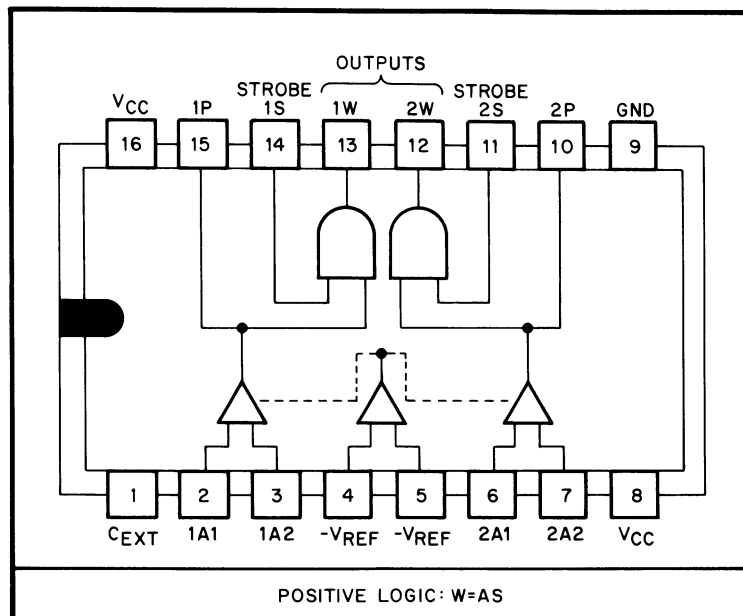 OUTPUTS
STROBE STROBE
VCC 1P 1S 1W 2W 2S 2P GND
16 15 14 13 12 11 10 9
1 2 3 4 5 6 7 8
CEXT 1A1 1A2 -VREF -VREF 2A1 2A2 VCC
POSITIVE LOGIC: W=AS